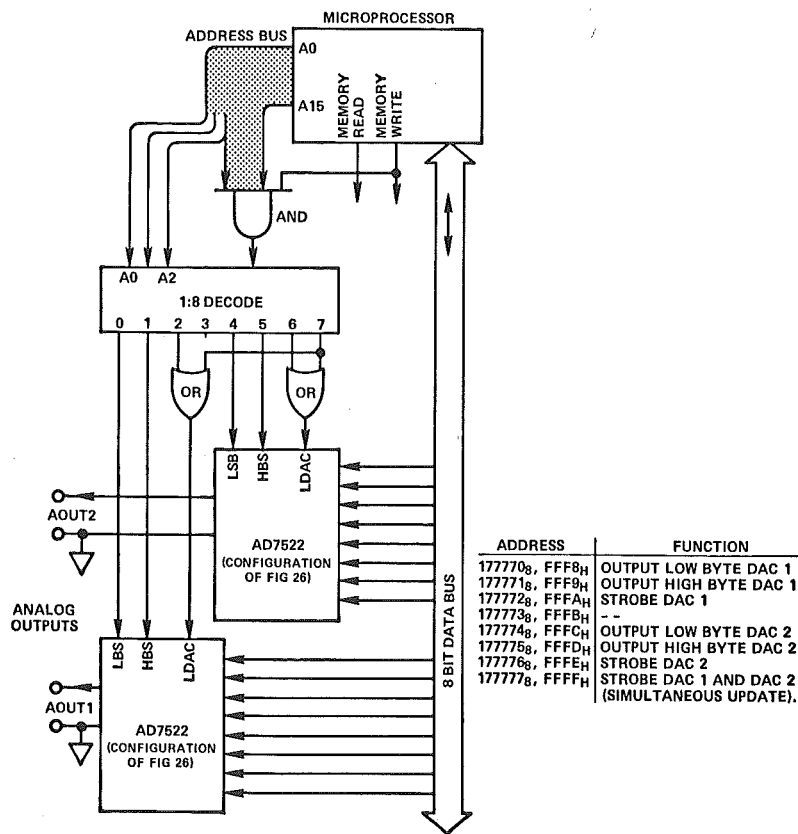 MICROPROCESSOR
ADDRESS BUS
A0
A15
MEMORY READ
MEMORY WRITE
AND
A0 A2
1:8 DECODE
0 1 2 3 4 5 6 7
OR
OR
LSB
HBS
LDAC
AOUT2
AD7522
(CONFIGURATION
OF FIG 26)
ANALOG
OUTPUTS
LBS
HBS
LDAC
AOUT1
AD7522
(CONFIGURATION
OF FIG 26)
8 BIT DATA BUS
ADDRESS FUNCTION
177770₈, FFF8H OUTPUT LOW BYTE DAC 1
177771₈, FFF9H OUTPUT HIGH BYTE DAC 1
177772₈, FFFAH STROBE DAC 1
177773₈, FFFBH --
177774₈, FFFCH OUTPUT LOW BYTE DAC 2
177775₈, FFFDH OUTPUT HIGH BYTE DAC 2
177776₈, FFFEH STROBE DAC 2
177777₈, FFFFH STROBE DAC 1 AND DAC 2
(SIMULTANEOUS UPDATE).